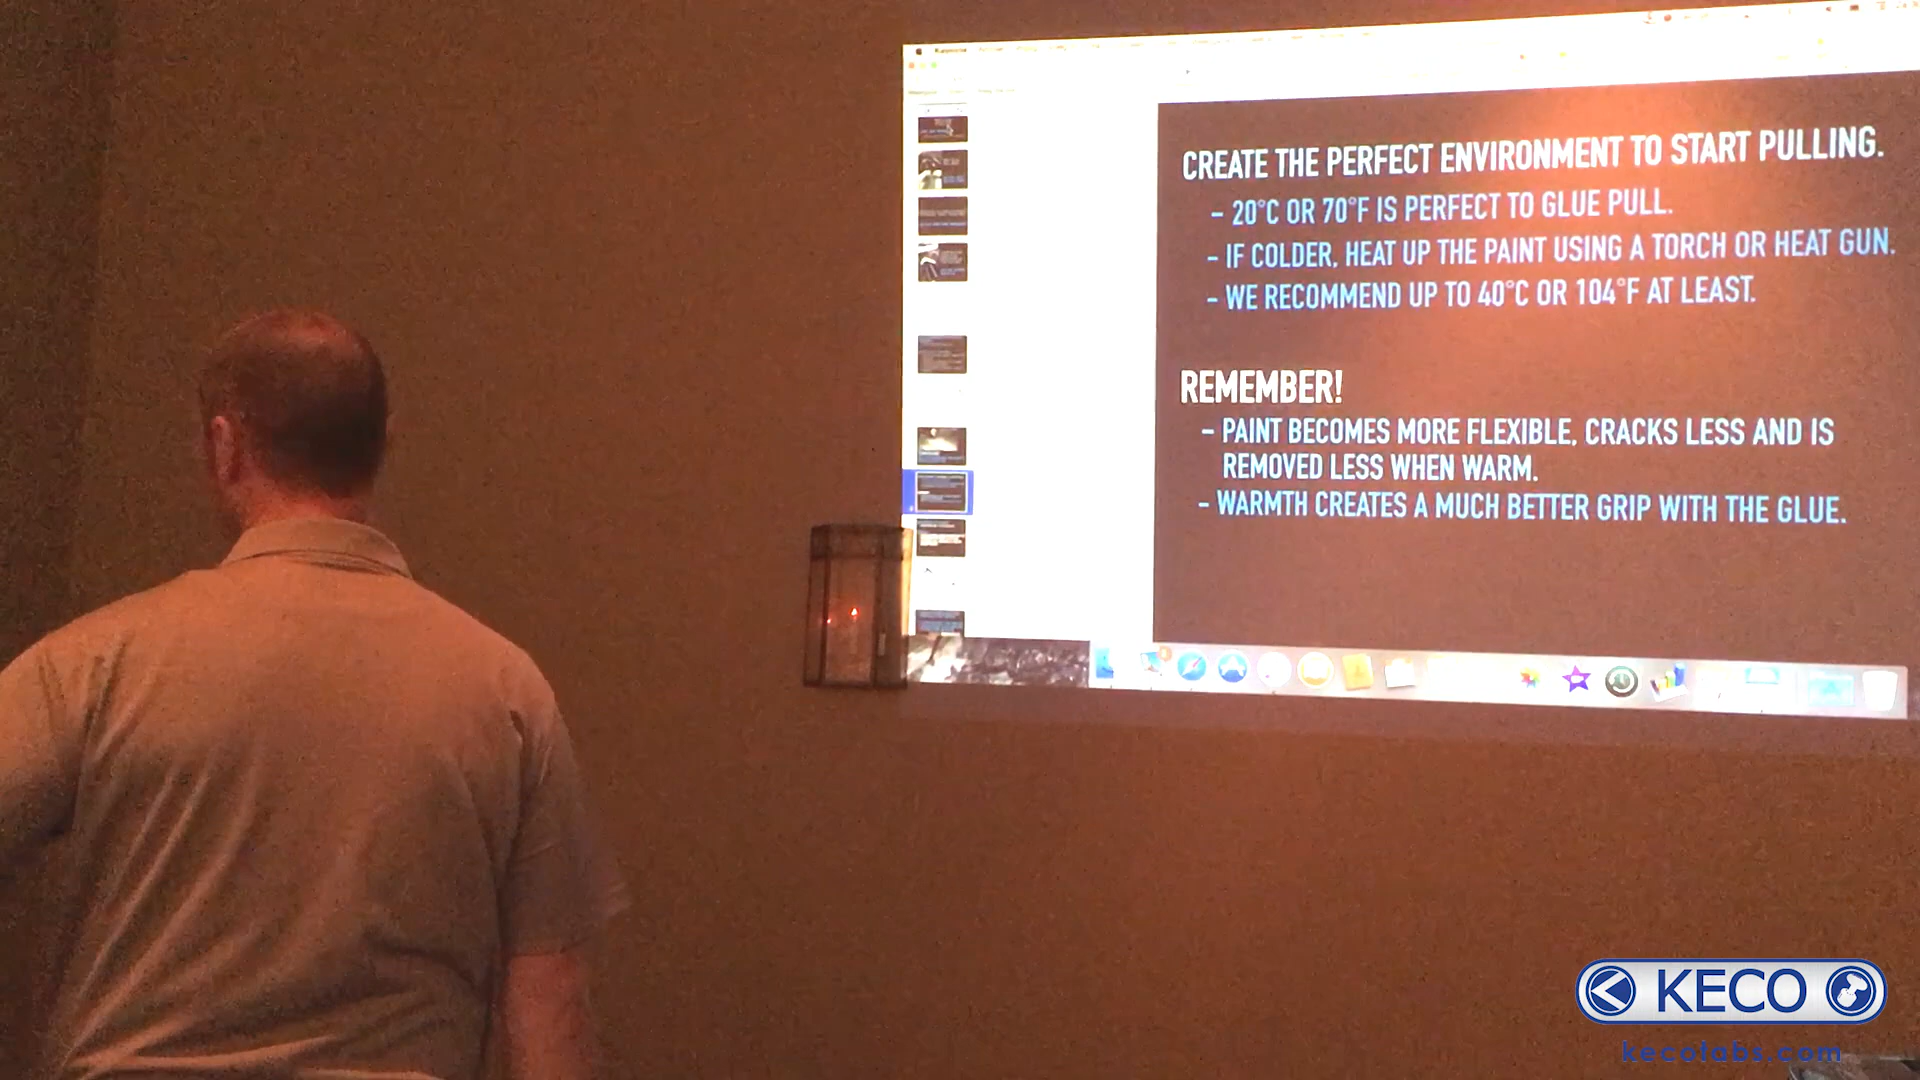 Keynote
CREATE THE PERFECT ENVIRONMENT TO START PULLING.
- 20°C OR 70°F IS PERFECT TO GLUE PULL.
- IF COLDER, HEAT UP THE PAINT USING A TORCH OR HEAT GUN.
- WE RECOMMEND UP TO 40°C OR 104°F AT LEAST.
REMEMBER!
- PAINT BECOMES MORE FLEXIBLE, CRACKS LESS AND IS
REMOVED LESS WHEN WARM.
- WARMTH CREATES A MUCH BETTER GRIP WITH THE GLUE.
KECO
kecolabs.com